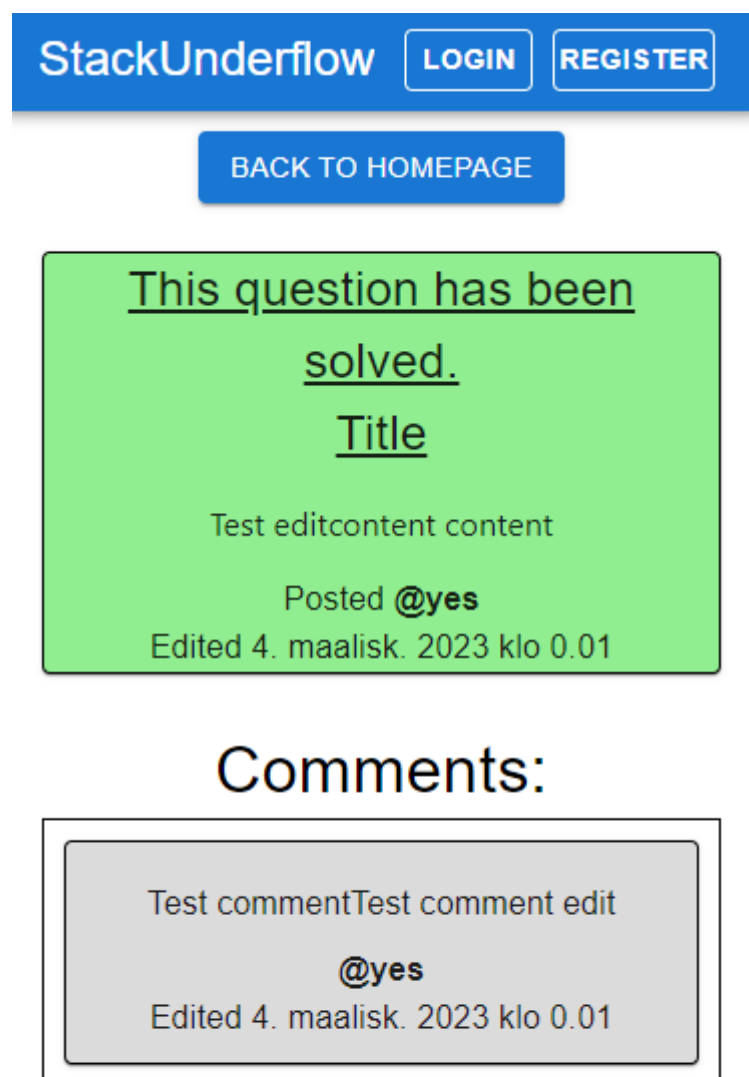 StackUnderflow LOGIN REGISTER
BACK TO HOMEPAGE
This question has been
solved.
Title
Test editcontent content
Posted @yes
Edited 4. maalisk. 2023 klo 0.01
Comments:
Test commentTest comment edit
@yes
Edited 4. maalisk. 2023 klo 0.01